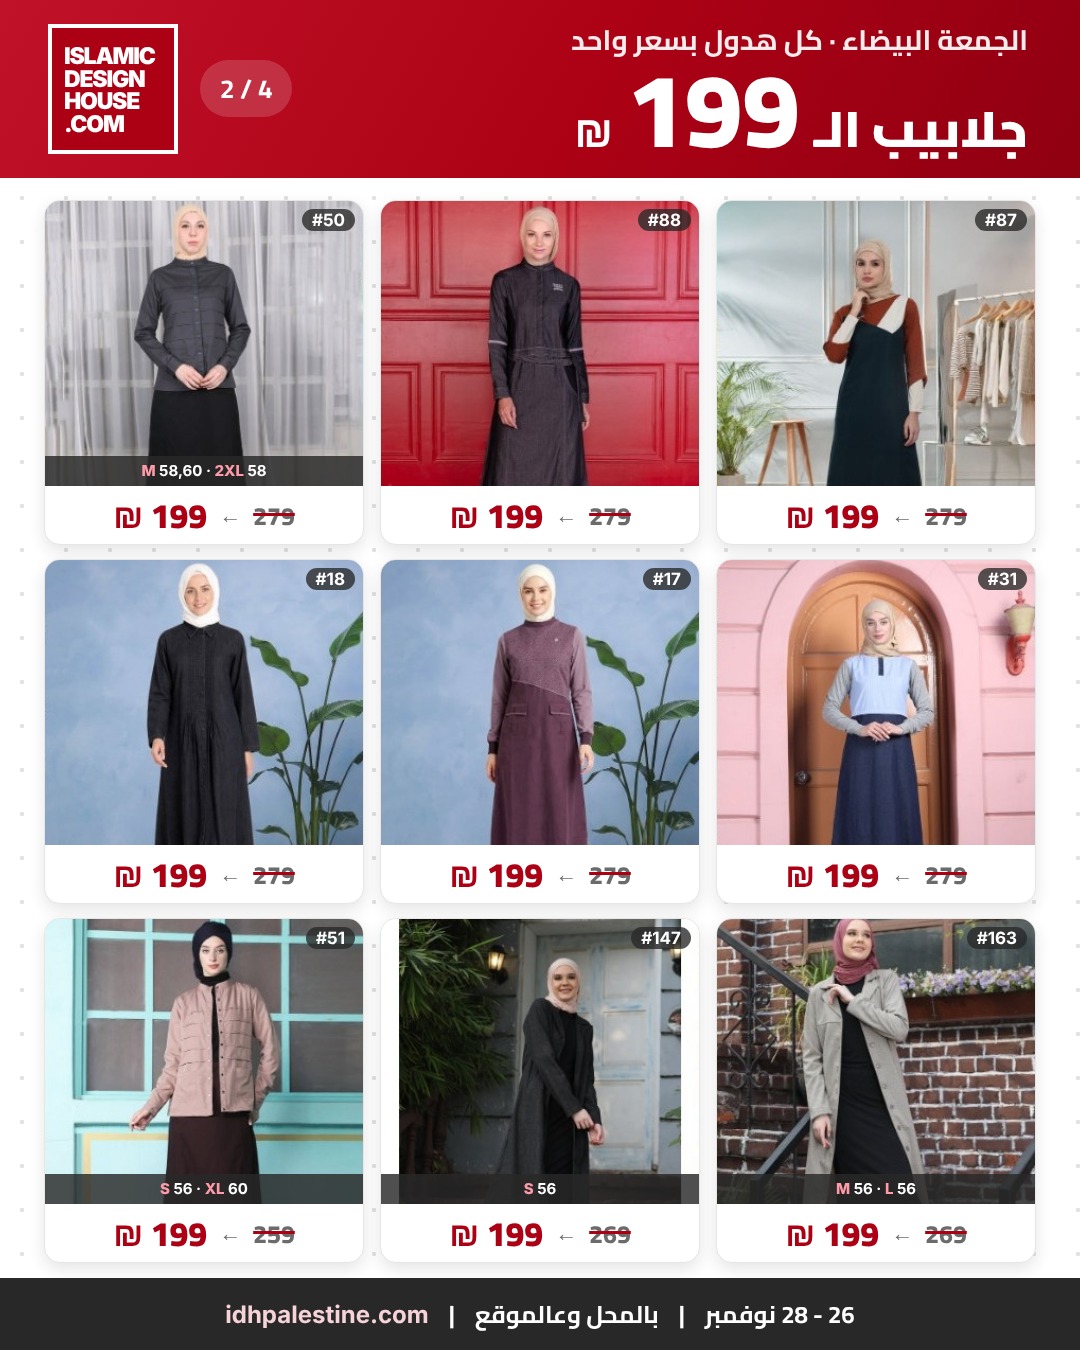 الجمعة البيضاء · كل هدول بسعر واحد
جلابيب الـ 199 ₪
2 / 4
ISLAMIC
DESIGN
HOUSE
.COM
#87
279 ← 199 ₪
#88
279 ← 199 ₪
#50
M 58,60 · 2XL 58
279 ← 199 ₪
#31
279 ← 199 ₪
#17
279 ← 199 ₪
#18
279 ← 199 ₪
#163
M 56 · L 56
269 ← 199 ₪
#147
S 56
269 ← 199 ₪
#51
S 56 · XL 60
259 ← 199 ₪
26 - 28 نوفمبر | بالمحل وعالموقع | idhpalestine.com